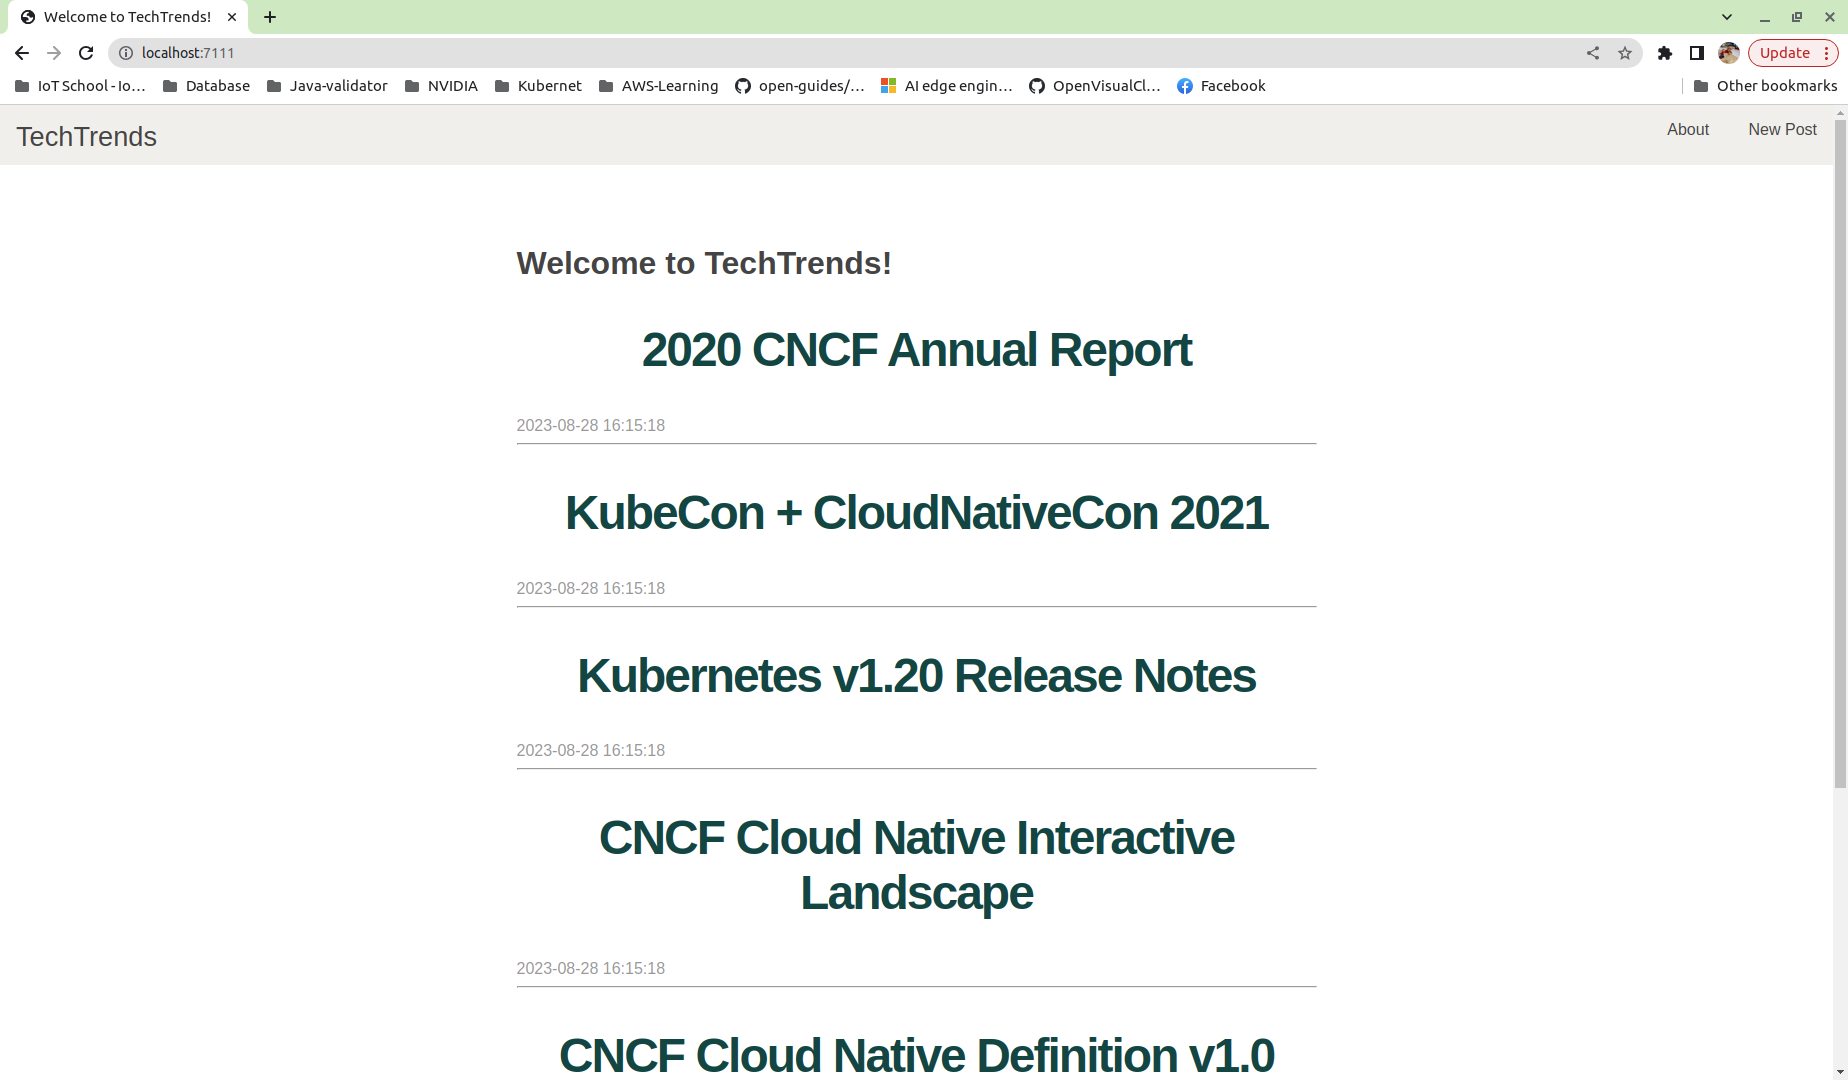 Welcome to TechTrends!
localhost:7111
Update
IoT School - Io...
Database
Java-validator
NVIDIA
Kubernet
AWS-Learning
open-guides/...
AI edge engin...
OpenVisualCl...
Facebook
Other bookmarks
TechTrends
About
New Post
Welcome to TechTrends!
2020 CNCF Annual Report
2023-08-28 16:15:18
KubeCon + CloudNativeCon 2021
2023-08-28 16:15:18
Kubernetes v1.20 Release Notes
2023-08-28 16:15:18
CNCF Cloud Native Interactive
Landscape
2023-08-28 16:15:18
CNCF Cloud Native Definition v1.0